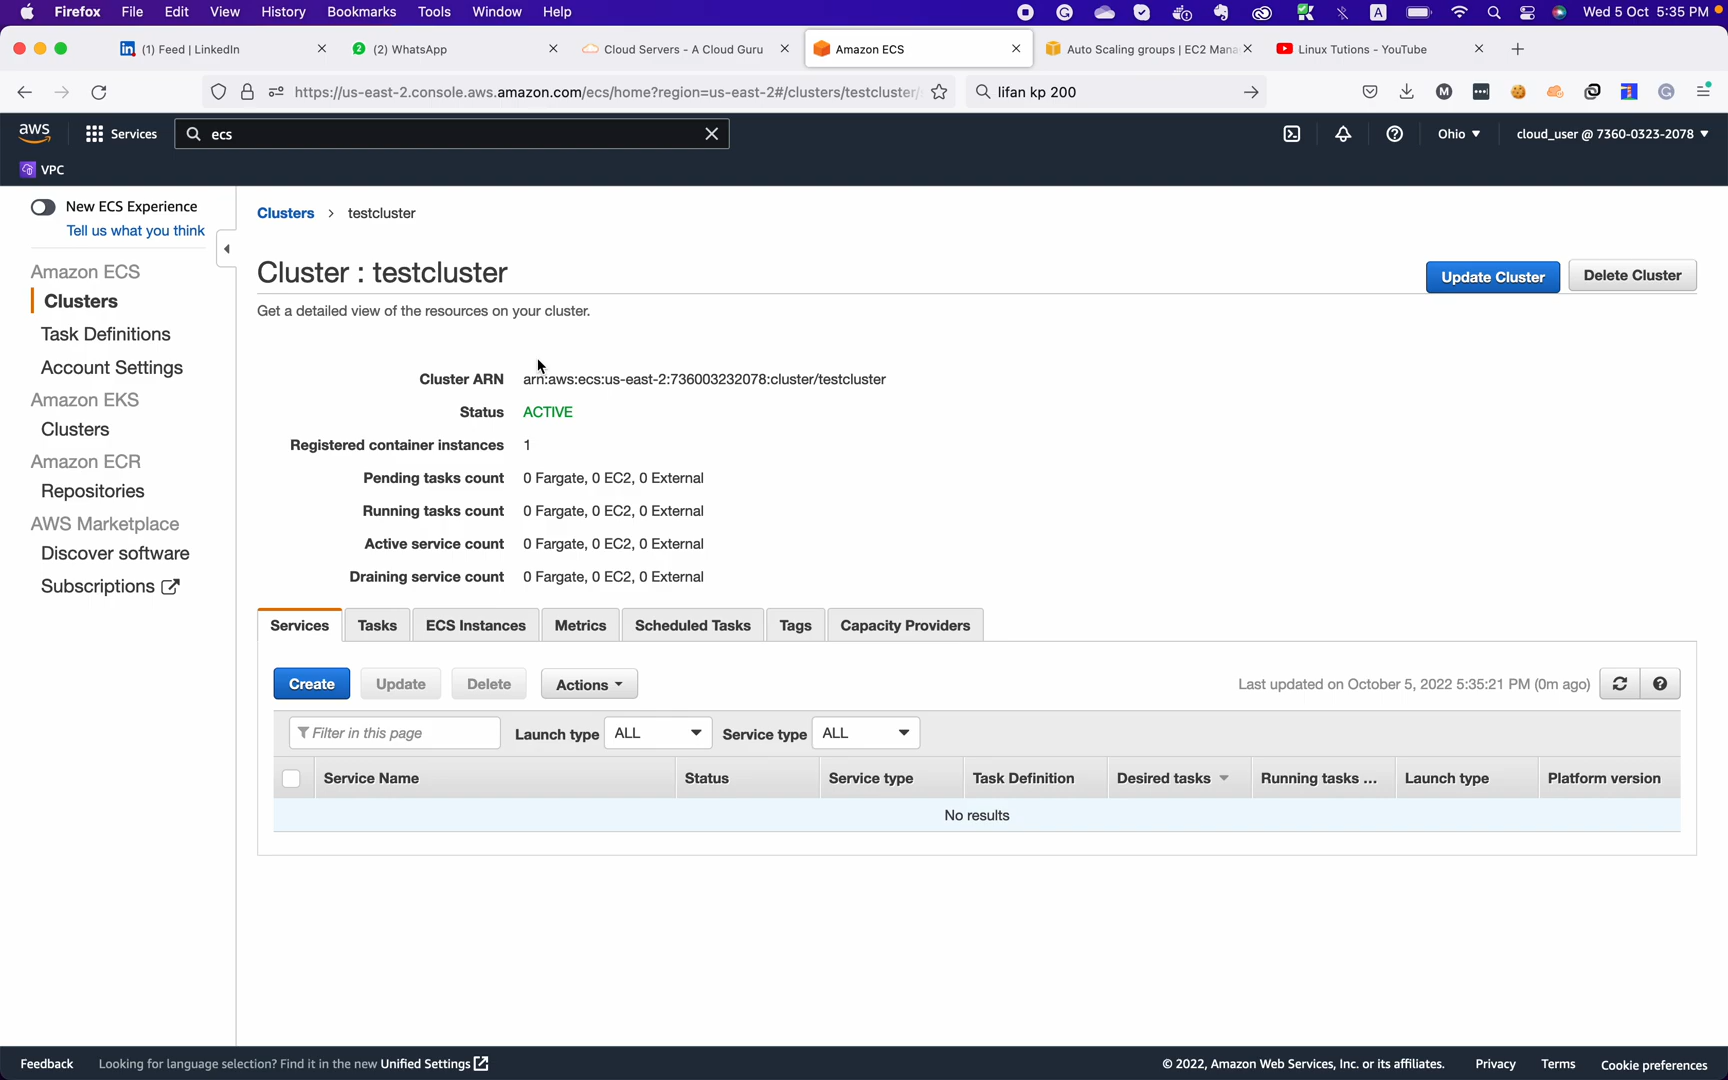 Firefox File Edit View History Bookmarks Tools Window Help A Wed 5 Oct 5:35 PM
(1) Feed | LinkedIn (2) WhatsApp Cloud Servers - A Cloud Guru Amazon ECS Auto Scaling groups | EC2 Mana Linux Tutions - YouTube
https://us-east-2.console.aws.amazon.com/ecs/home?region=us-east-2#/clusters/testcluster/ lifan kp 200
aws Services ecs Ohio cloud_user @ 7360-0323-2078
VPC
New ECS Experience
Tell us what you think
Amazon ECS
Clusters
Task Definitions
Account Settings
Amazon EKS
Clusters
Amazon ECR
Repositories
AWS Marketplace
Discover software
Subscriptions
Clusters > testcluster
Cluster : testcluster
Update Cluster Delete Cluster
Get a detailed view of the resources on your cluster.
Cluster ARN arn:aws:ecs:us-east-2:736003232078:cluster/testcluster
Status ACTIVE
Registered container instances 1
Pending tasks count 0 Fargate, 0 EC2, 0 External
Running tasks count 0 Fargate, 0 EC2, 0 External
Active service count 0 Fargate, 0 EC2, 0 External
Draining service count 0 Fargate, 0 EC2, 0 External
Services Tasks ECS Instances Metrics Scheduled Tasks Tags Capacity Providers
Create Update Delete Actions Last updated on October 5, 2022 5:35:21 PM (0m ago)
Filter in this page Launch type ALL Service type ALL
Service Name Status Service type Task Definition Desired tasks Running tasks ... Launch type Platform version
No results
Feedback Looking for language selection? Find it in the new Unified Settings © 2022, Amazon Web Services, Inc. or its affiliates. Privacy Terms Cookie preferences